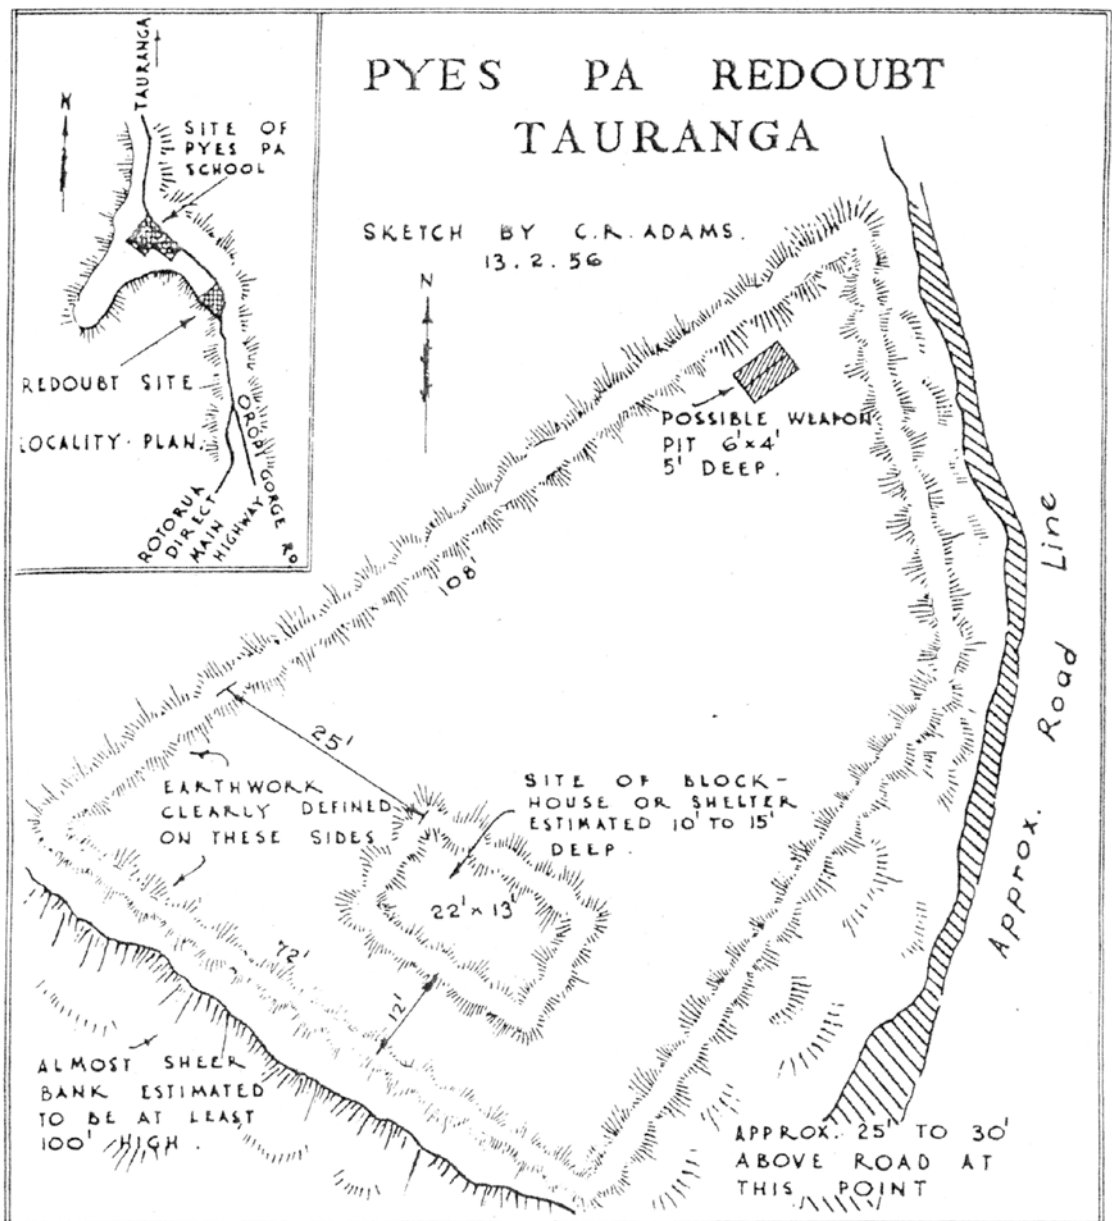 PYES PA REDOUBT
TAURANGA
SKETCH BY C.R. ADAMS.
13.2.56
N
TAURANGA
N
SITE OF
PYES PA
SCHOOL
REDOUBT SITE
LOCALITY PLAN.
OROPI GORGE RD
ROTORUA
DIRECT
MAIN
HIGHWAY
POSSIBLE WEAPON
PIT 6'x4'
5' DEEP.
108'
25'
EARTHWORK
CLEARLY DEFINED
ON THESE SIDES
SITE OF BLOCK-
HOUSE OR SHELTER
ESTIMATED 10' TO 15'
DEEP.
22' x 13'
72'
12'
Approx. Road Line
ALMOST SHEER
BANK ESTIMATED
TO BE AT LEAST
100' HIGH.
APPROX. 25' TO 30'
ABOVE ROAD AT
THIS POINT